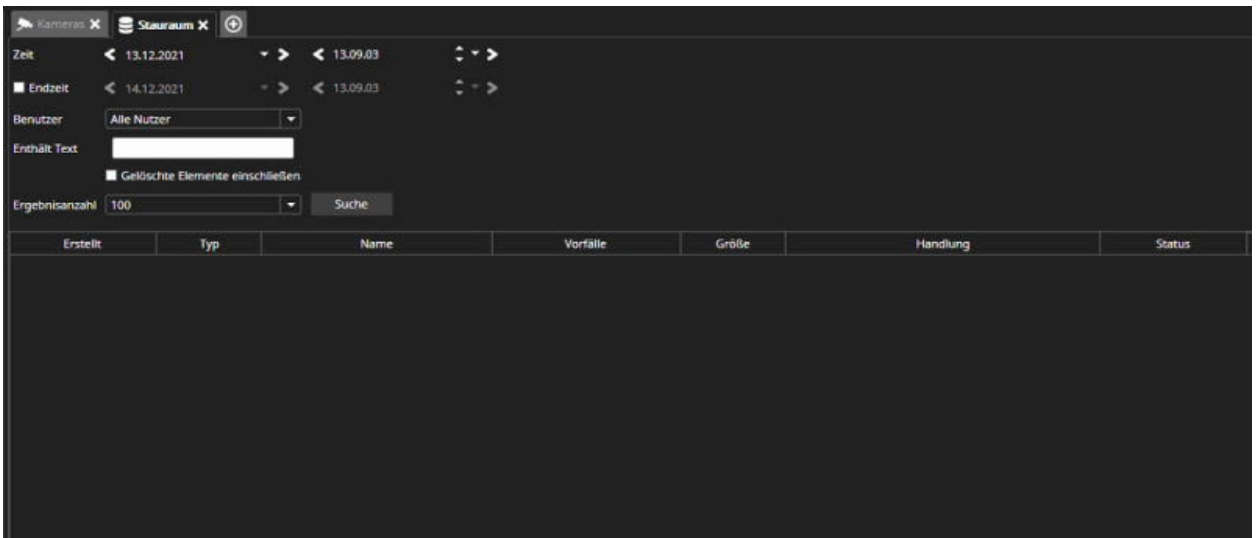 Kameras Stauraum
Zeit 13.12.2021 13.09.03
Endzeit 14.12.2021 13.09.03
Benutzer Alle Nutzer
Enthält Text
Gelöschte Elemente einschließen
Ergebnisanzahl 100 Suche
Erstellt Typ Name Vorfälle Größe Handlung Status